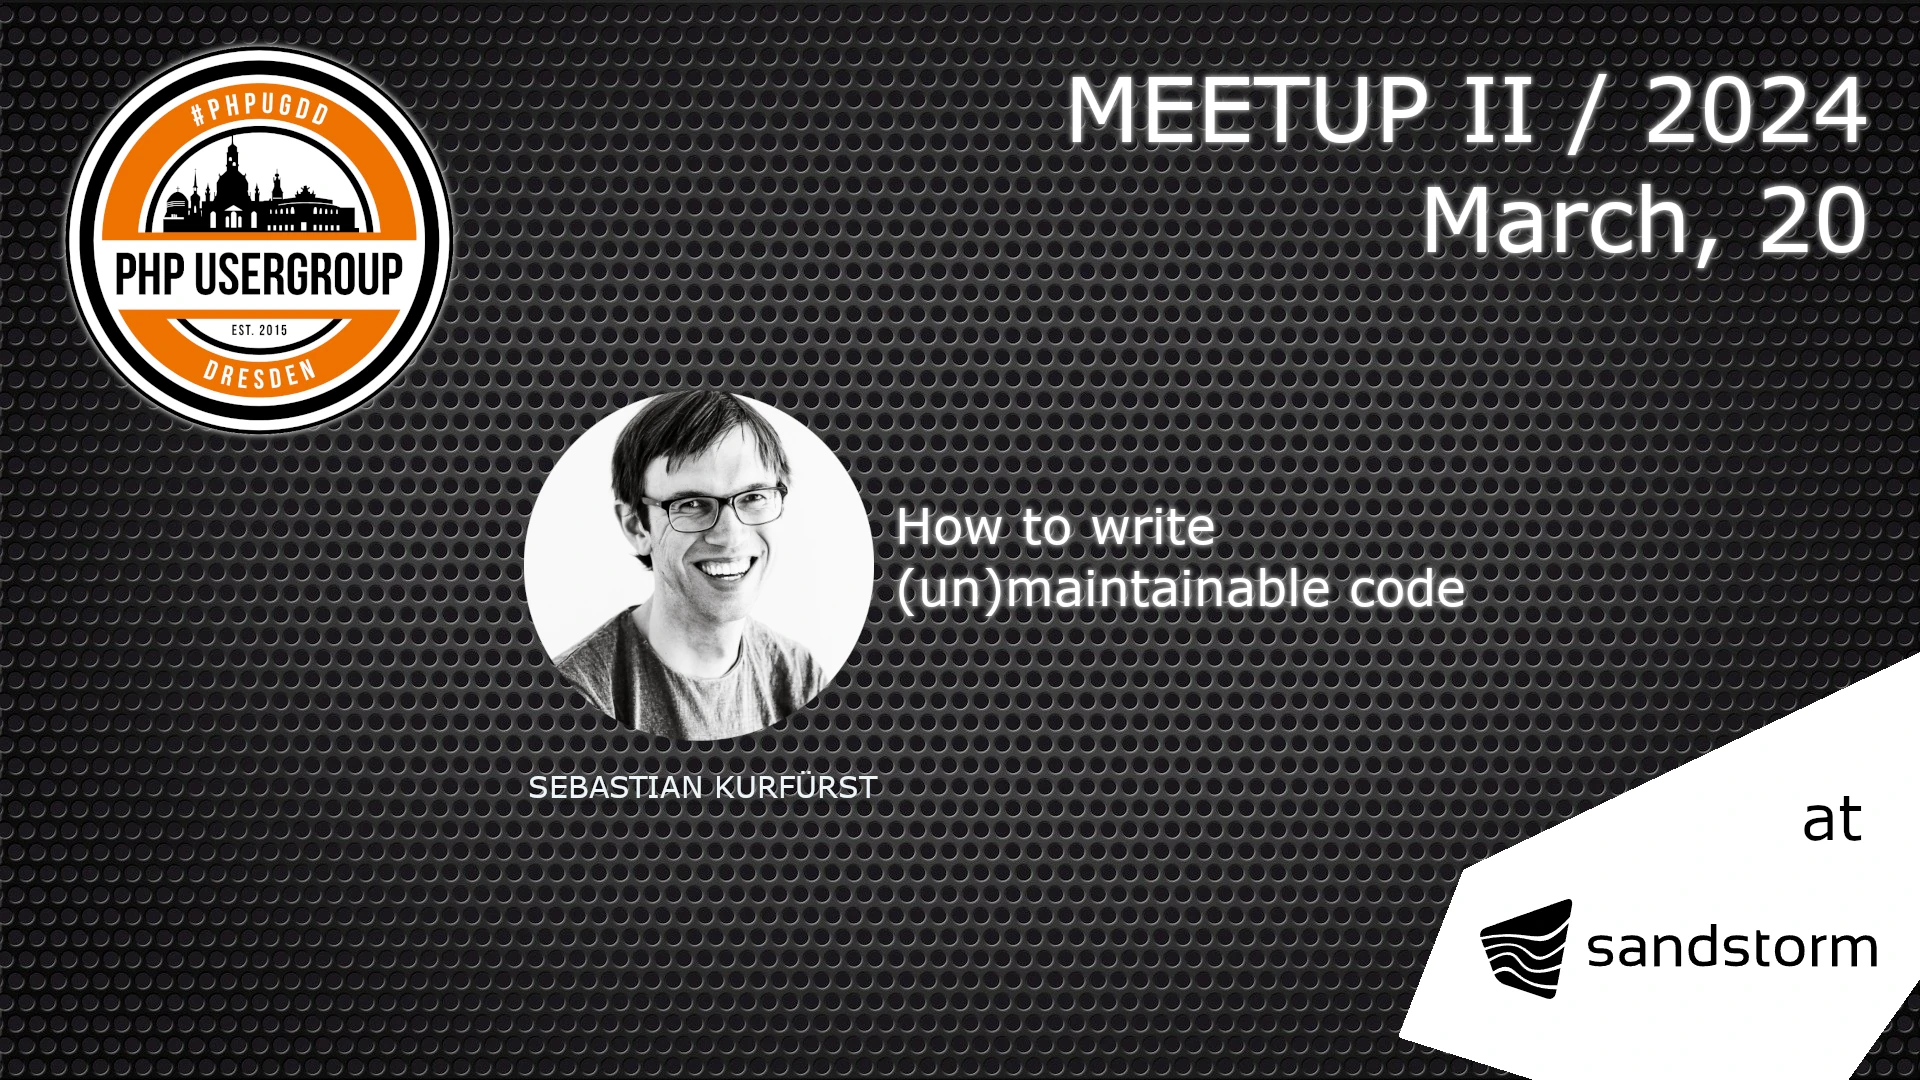 #PHPUGDD
PHP USERGROUP
EST. 2015
DRESDEN
MEETUP II / 2024
March, 20
How to write
(un)maintainable code
SEBASTIAN KURFÜRST
at
sandstorm